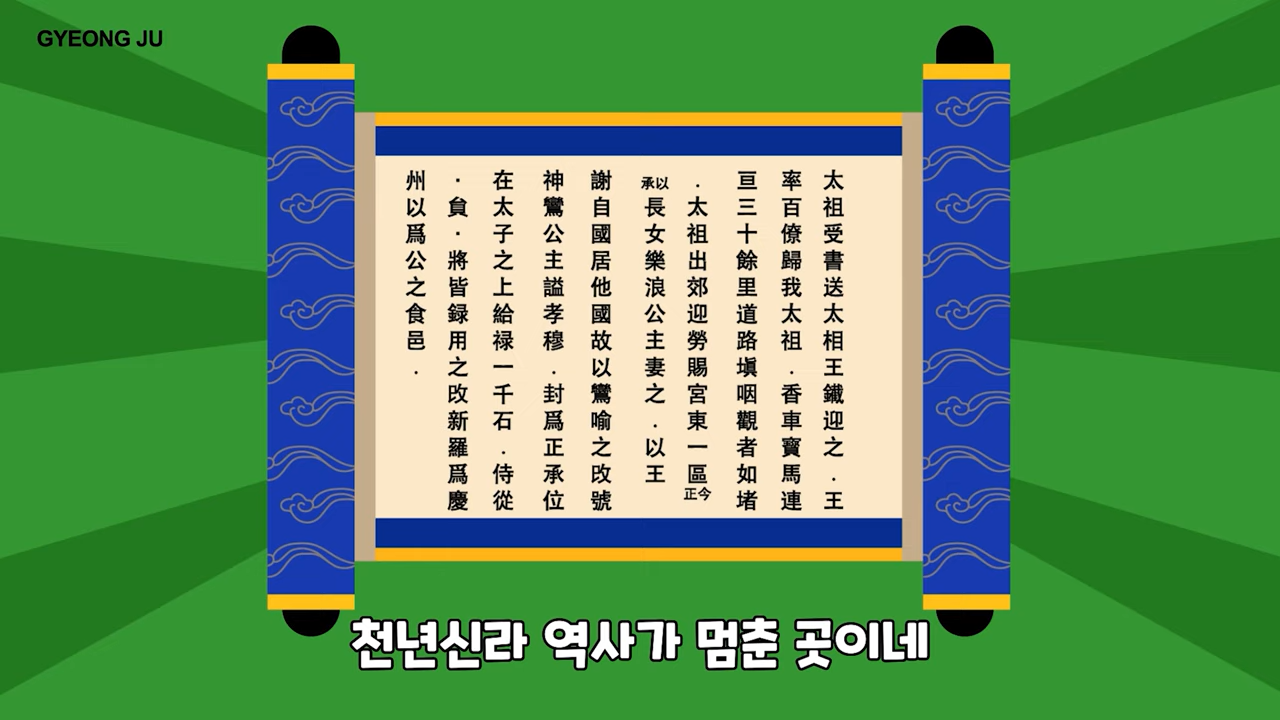 GYEONG JU
太祖受書送太相王鐵迎之．王
率百僚歸我太祖．香車寶馬連
亘三十餘里道路塡咽觀者如堵
．太祖出郊迎勞賜宮東一區正今
承以長女樂浪公主妻之．以王
謝自國居他國故以鸞喻之改號
神鸞公主謚孝穆．封爲正承位
在太子之上給禄一千石．侍從
·貟·將皆録用之改新羅爲慶
州以爲公之食邑．
천년신라 역사가 멈춘 곳이네